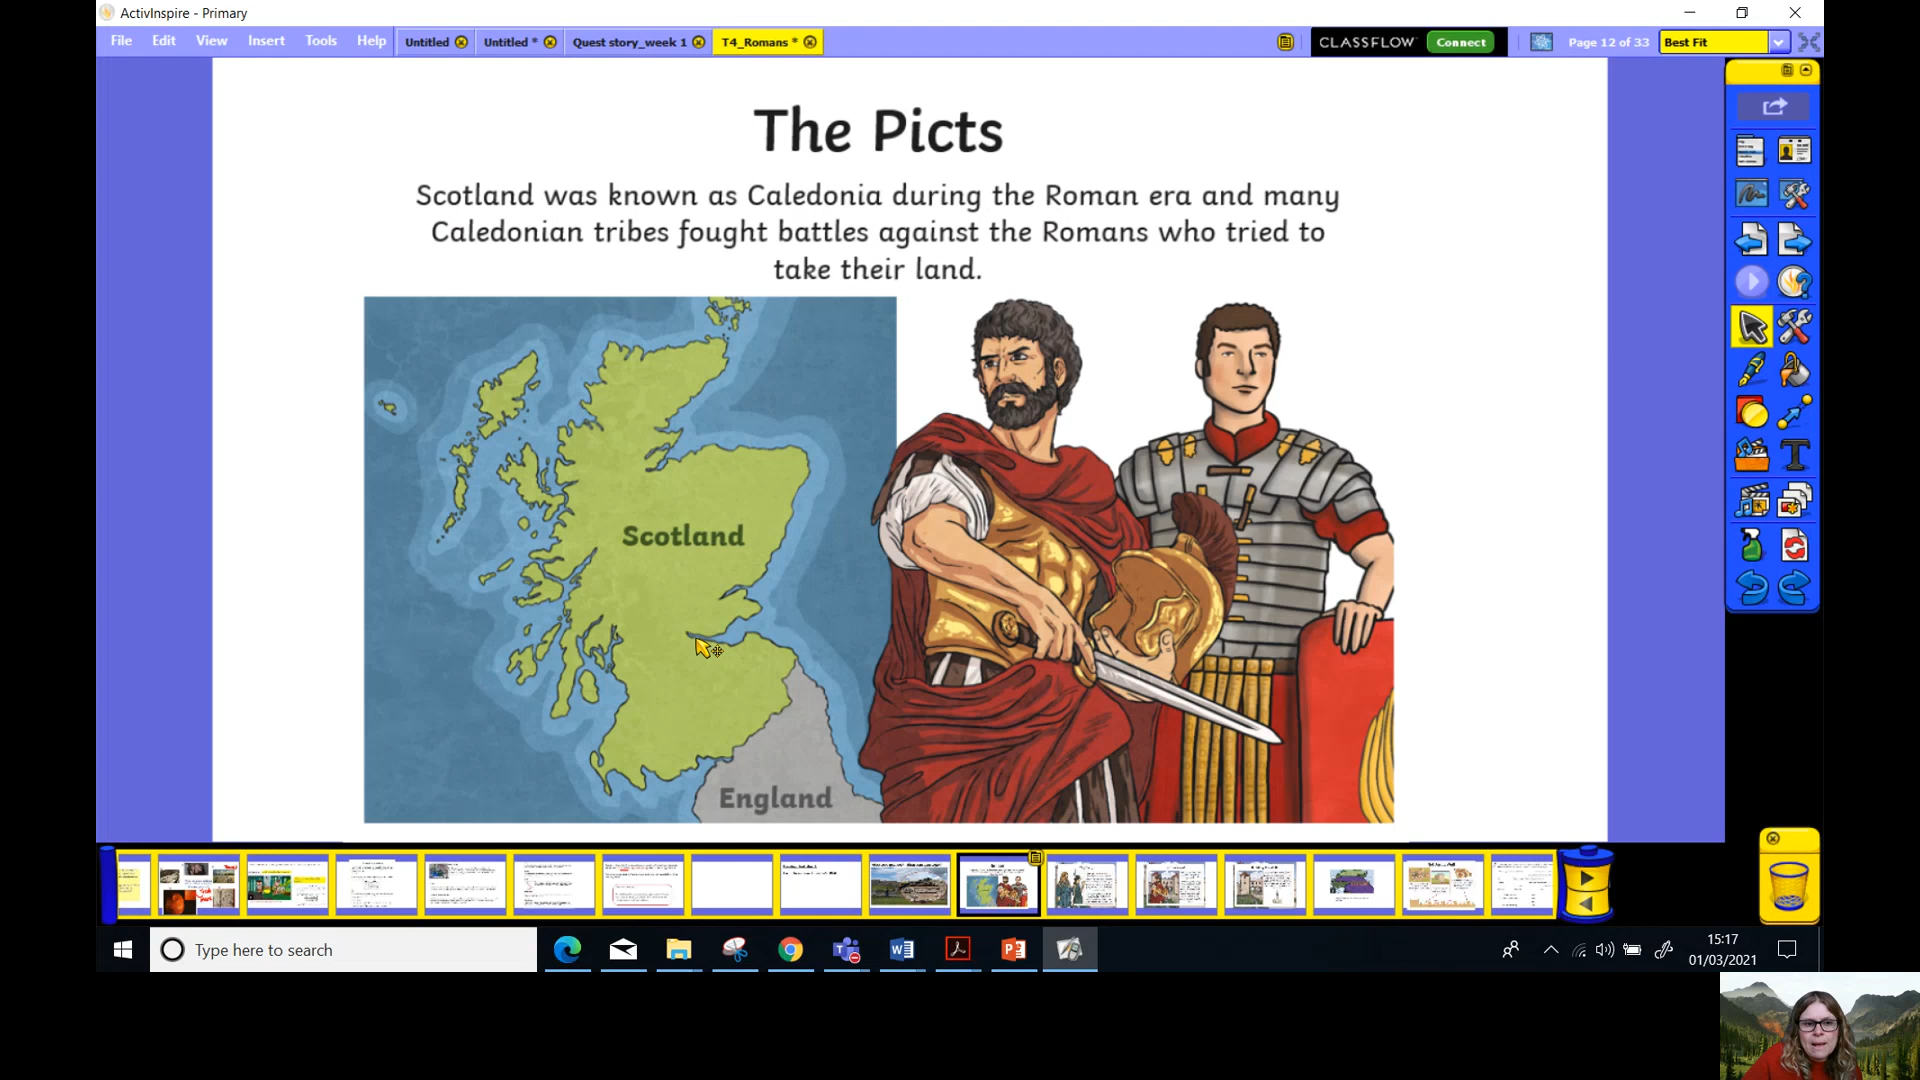 ActivInspire - Primary
File Edit View Insert Tools Help Untitled Untitled * Quest story_week 1 T4_Romans * CLASSFLOW Connect Page 12 of 33 Best Fit
The Picts
Scotland was known as Caledonia during the Roman era and many
Caledonian tribes fought battles against the Romans who tried to
take their land.
Scotland
England
Type here to search
15:17
01/03/2021